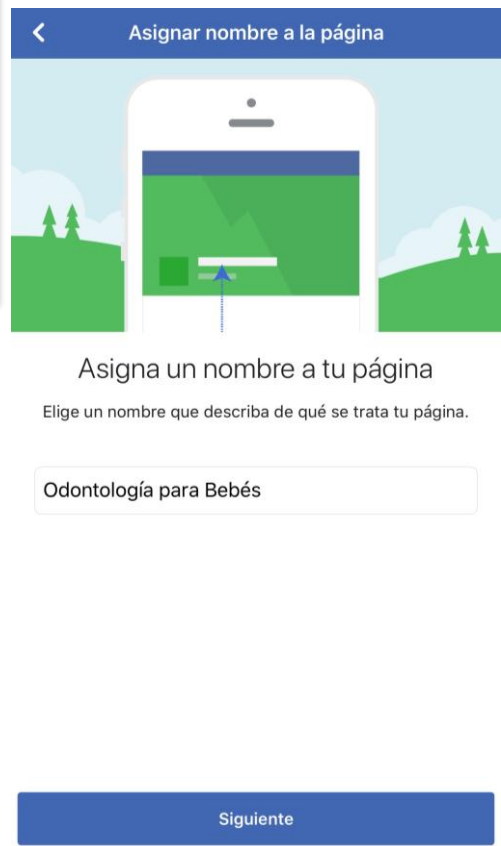 Asignar nombre a la página
Asigna un nombre a tu página
Elige un nombre que describa de qué se trata tu página.
Odontología para Bebés
Siguiente